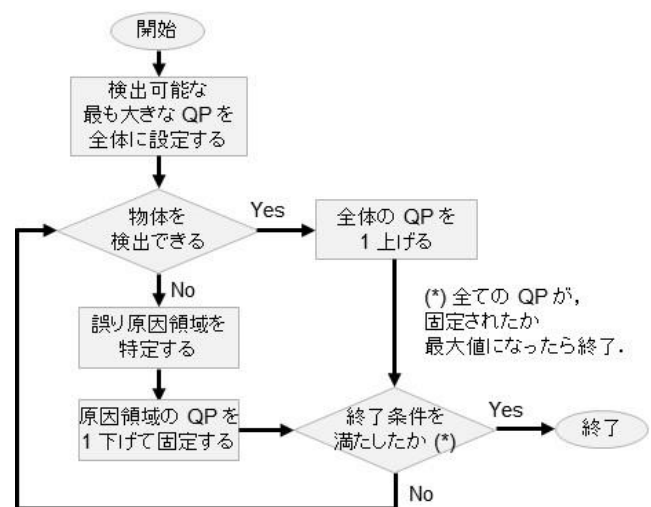 開始
検出可能な
最も大きな QP を
全体に設定する
物体を
検出できる
Yes
全体の QP を
1 上げる
No
(*) 全ての QP が,
固定されたか
最大値になったら終了.
誤り原因領域を
特定する
原因領域の QP を
1 下げて固定する
終了条件を
満たしたか (*)
Yes
終了
No